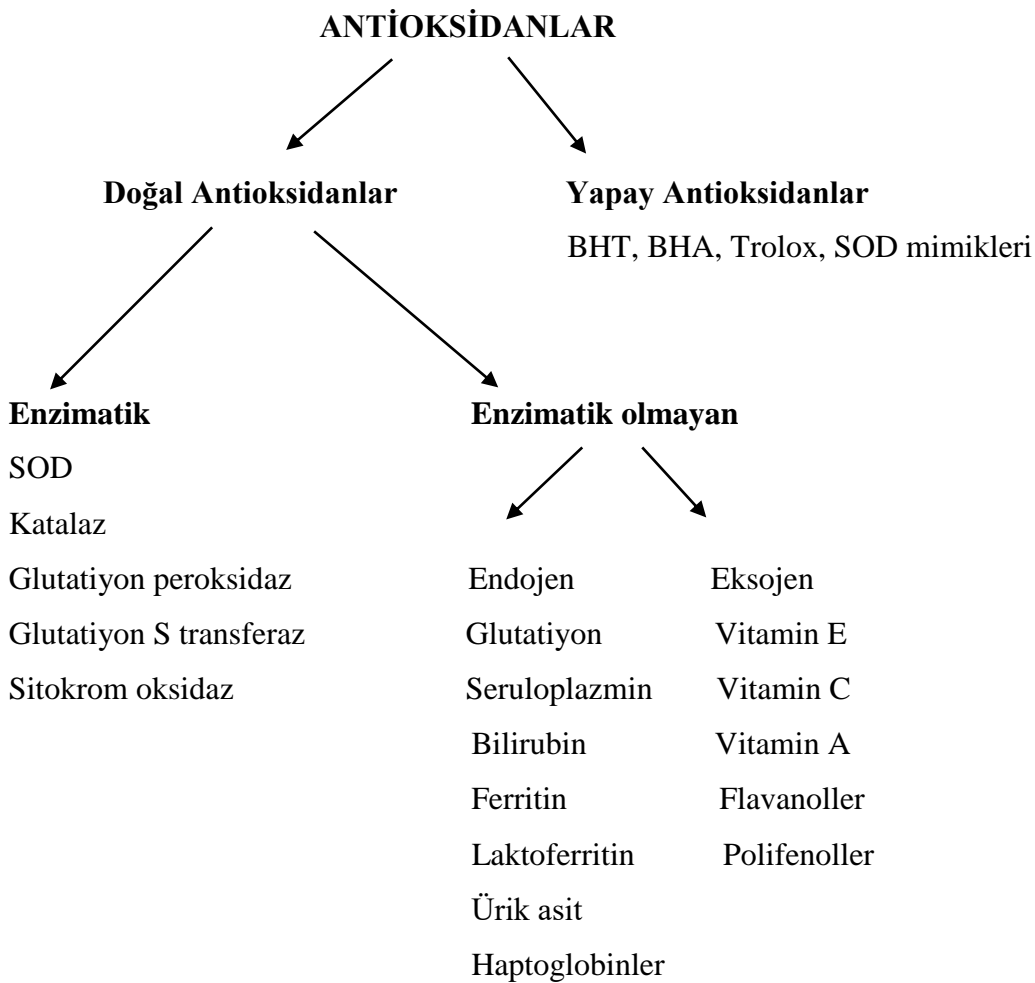 ANTİOKSİDANLAR
Doğal Antioksidanlar
Yapay Antioksidanlar
BHT, BHA, Trolox, SOD mimikleri
Enzimatik
SOD
Katalaz
Glutatiyon peroksidaz
Glutatiyon S transferaz
Sitokrom oksidaz
Enzimatik olmayan
Endojen
Glutatiyon
Seruloplazmin
Bilirubin
Ferritin
Laktoferritin
Ürik asit
Haptoglobinler
Eksojen
Vitamin E
Vitamin C
Vitamin A
Flavanoller
Polifenoller